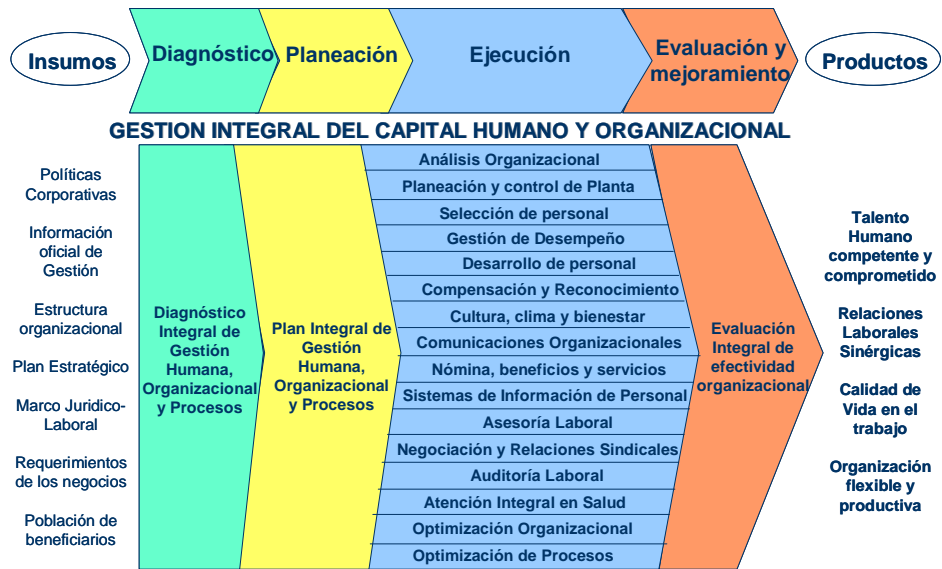 Insumos
Diagnóstico
Planeación
Ejecución
Evaluación y
mejoramiento
Productos
GESTION INTEGRAL DEL CAPITAL HUMANO Y ORGANIZACIONAL
Políticas
Corporativas
Información
oficial de
Gestión
Estructura
organizacional
Plan Estratégico
Marco Juridico-
Laboral
Requerimientos
de los negocios
Población de
beneficiarios
Diagnóstico
Integral de
Gestión
Humana,
Organizacional
y Procesos
Plan Integral de
Gestión
Humana,
Organizacional
y Procesos
Análisis Organizacional
Planeación y control de Planta
Selección de personal
Gestión de Desempeño
Desarrollo de personal
Compensación y Reconocimiento
Cultura, clima y bienestar
Comunicaciones Organizacionales
Nómina, beneficios y servicios
Sistemas de Información de Personal
Asesoría Laboral
Negociación y Relaciones Sindicales
Auditoría Laboral
Atención Integral en Salud
Optimización Organizacional
Optimización de Procesos
Evaluación
Integral de
efectividad
organizacional
Talento
Humano
competente y
comprometido
Relaciones
Laborales
Sinérgicas
Calidad de
Vida en el
trabajo
Organización
flexible y
productiva